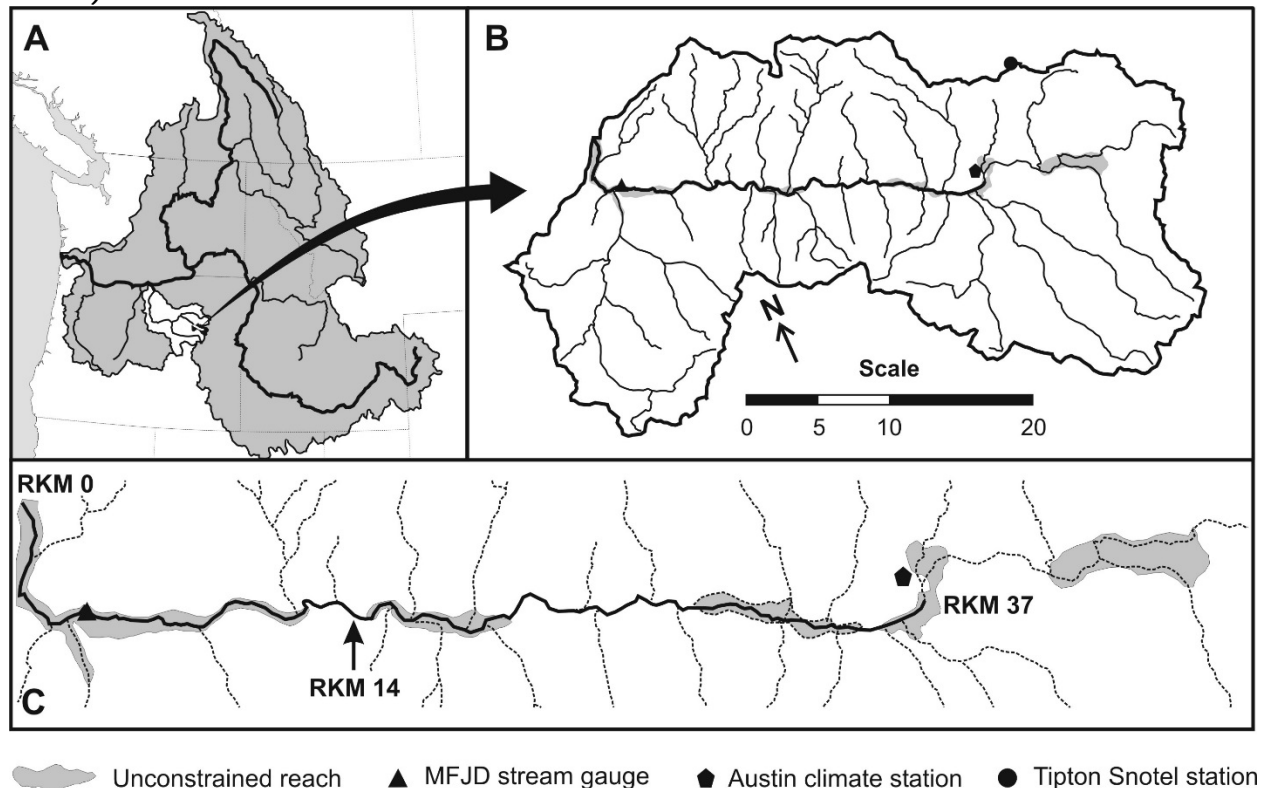 A
B
N
Scale
0 5 10 20
RKM 0
RKM 37
RKM 14
C
Unconstrained reach MFJD stream gauge Austin climate station Tipton Snotel station